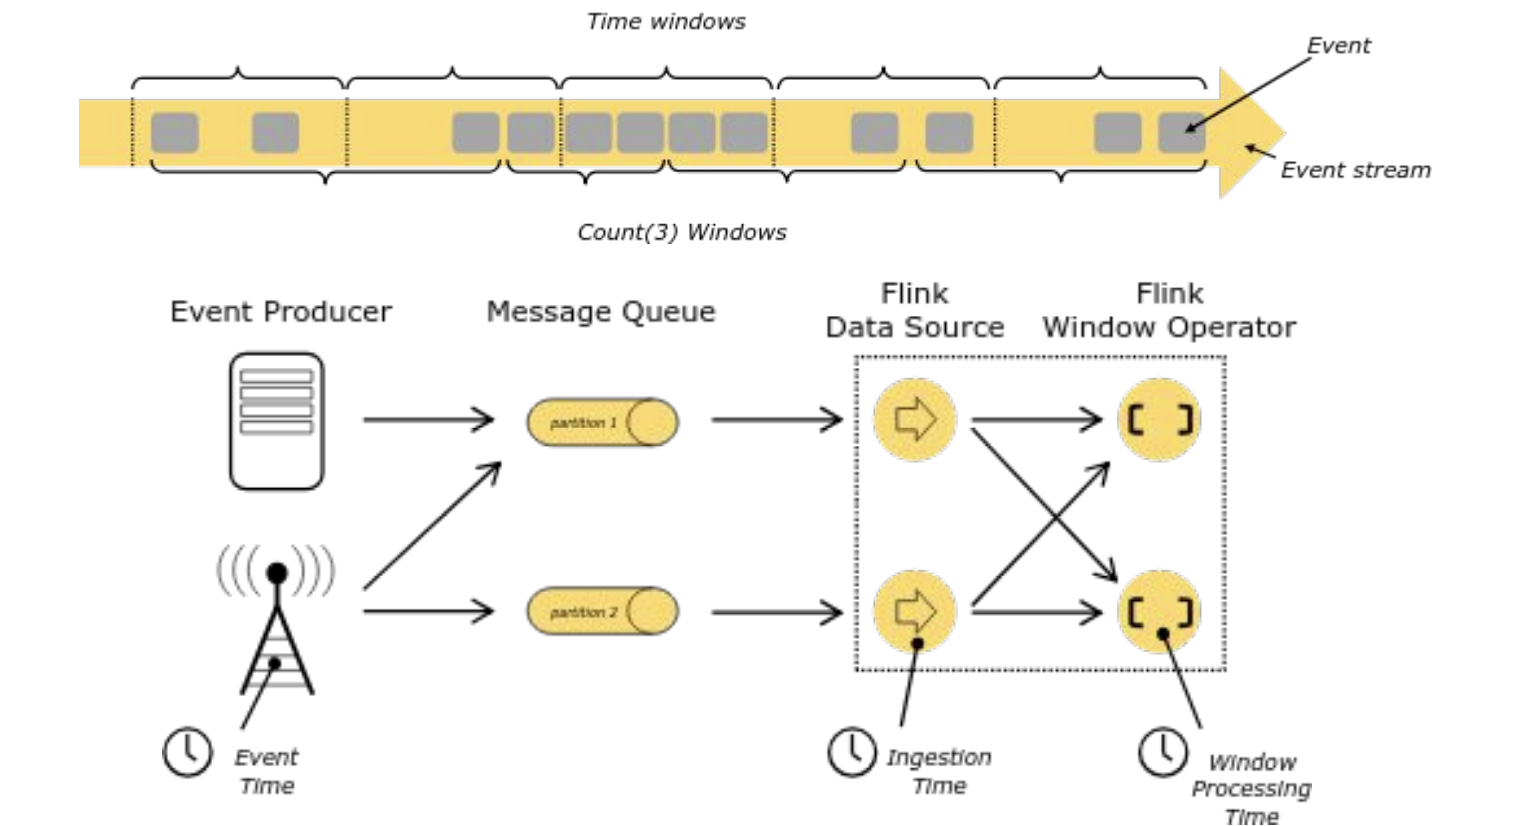 Time windows
Event
Event stream
Count(3) Windows
Event Producer
Message Queue
Flink
Data Source
Flink
Window Operator
partition 1
partition 2
Event
Time
Ingestion
Time
Window
Processing
Time